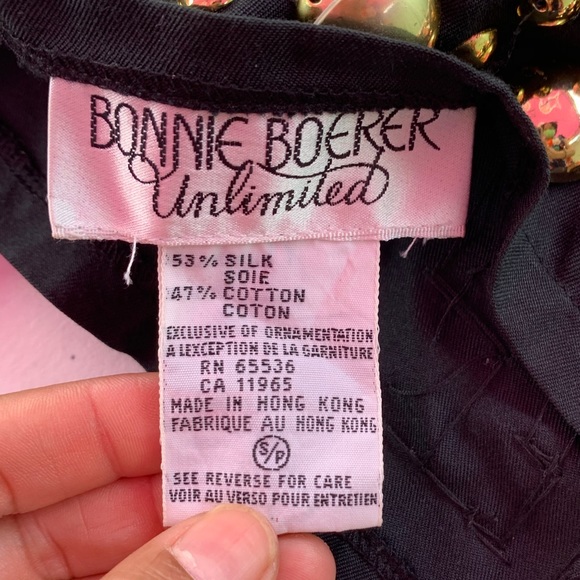 BONNIE BOERER
Unlimited
53% SILK
SOIE
47% COTTON
COTON
EXCLUSIVE OF ORNAMENTATION
A LEXCEPTION DE LA GARNITURE
RN 65536
CA 11965
MADE IN HONG KONG
FABRIQUE AU HONG KONG
S/P
SEE REVERSE FOR CARE
VOIR AU VERSO POUR ENTRETIEN